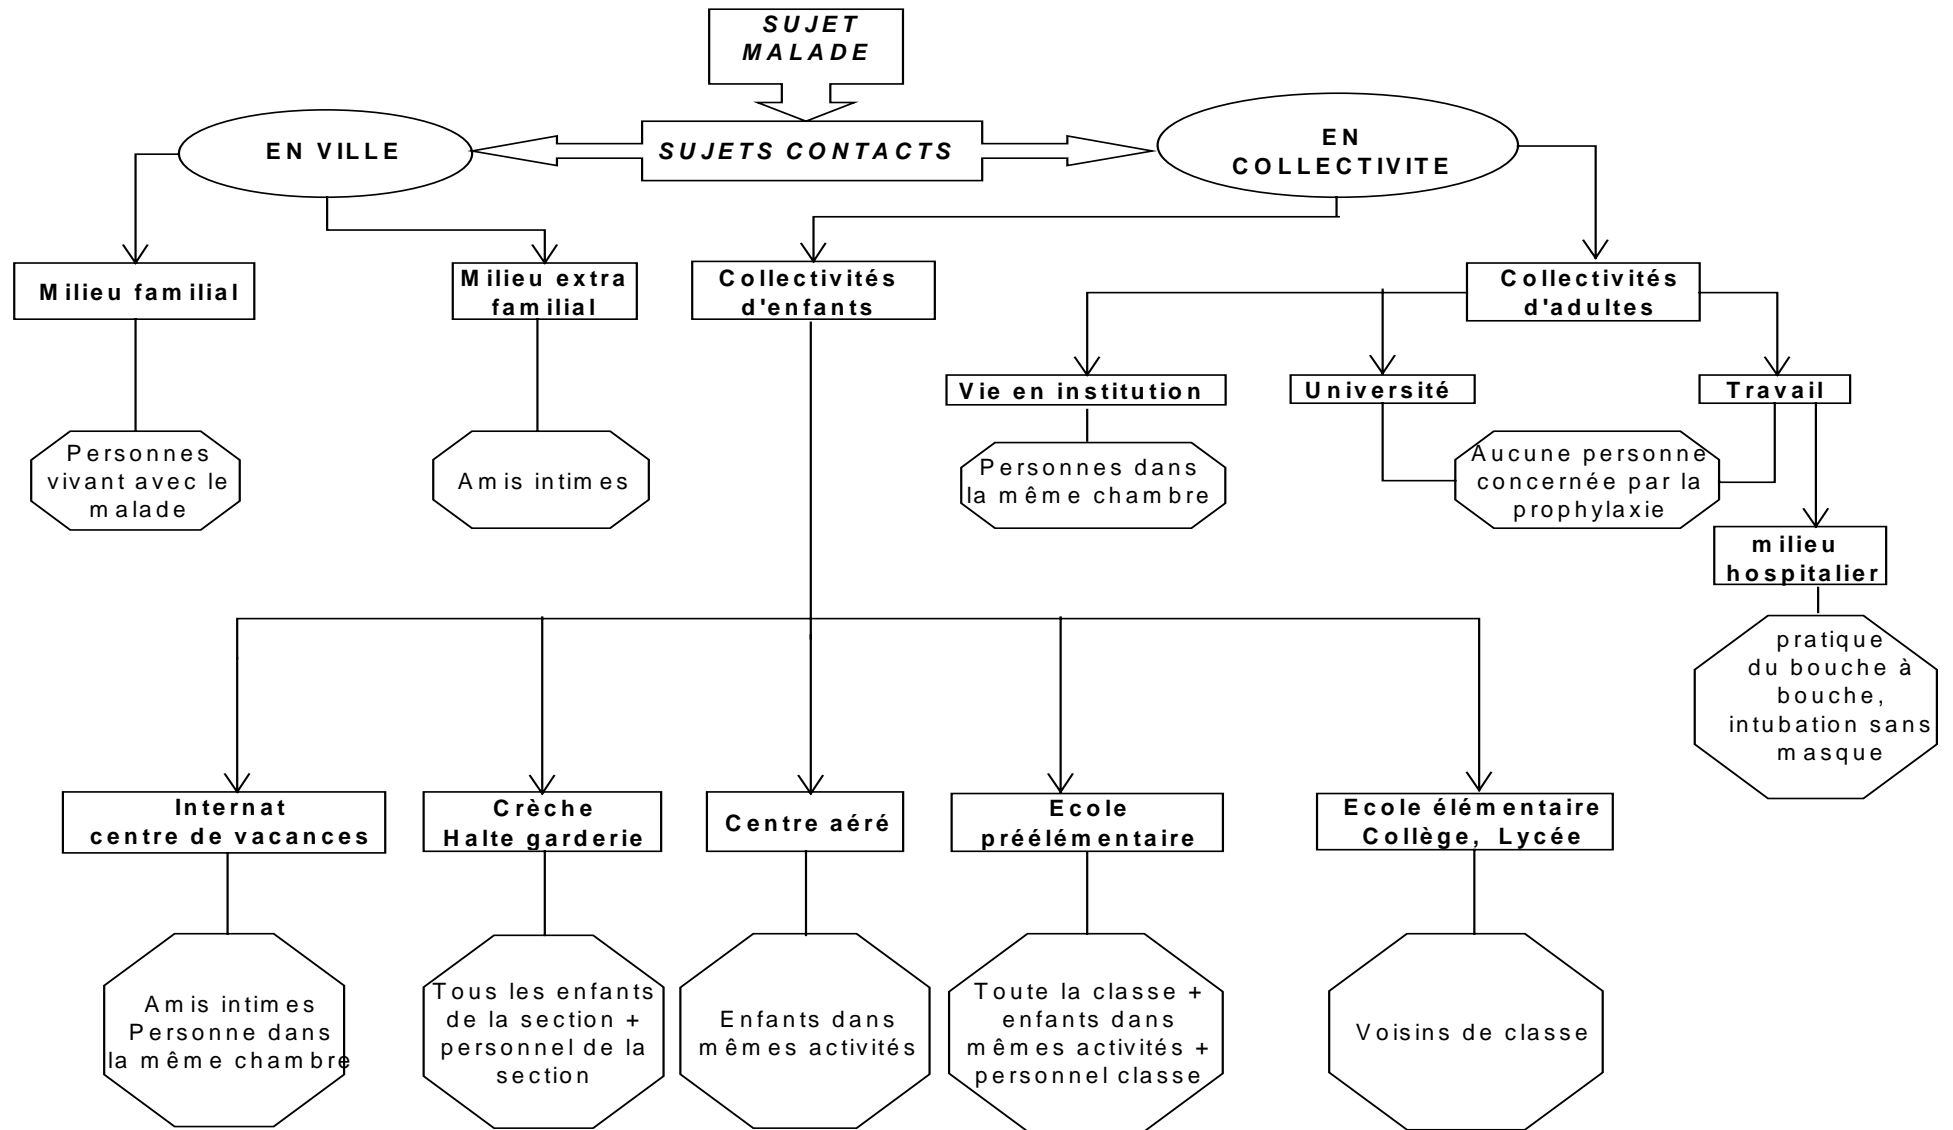 SUJET
MALADE
EN VILLE
SUJETS CONTACTS
EN
COLLECTIVITE
Milieu familial
Milieu extra
familial
Collectivités
d'enfants
Collectivités
d'adultes
Vie en institution
Université
Travail
Personnes
vivant avec le
malade
Amis intimes
Personnes dans
la même chambre
Aucune personne
concernée par la
prophylaxie
milieu
hospitalier
pratique
du bouche à
bouche,
intubation sans
masque
Internat
centre de vacances
Crèche
Halte garderie
Centre aéré
Ecole
préélémentaire
Ecole élémentaire
Collège, Lycée
Amis intimes
Personne dans
la même chambre
Tous les enfants
de la section +
personnel de la
section
Enfants dans
mêmes activités
Toute la classe +
enfants dans
mêmes activités +
personnel classe
Voisins de classe